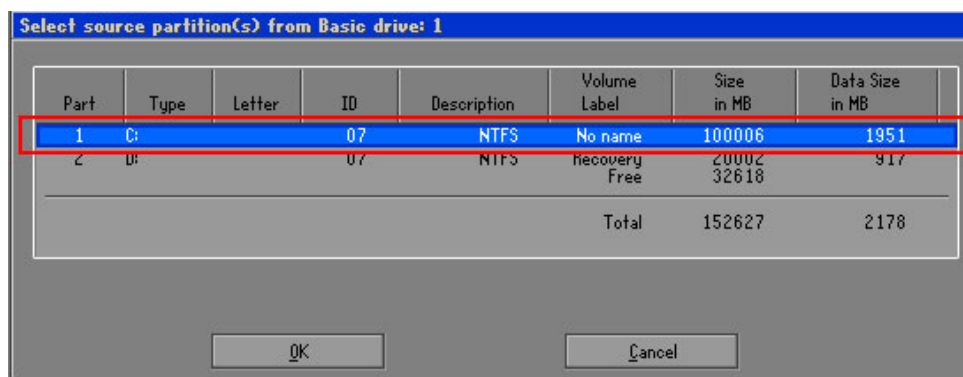 Select source partition(s) from Basic drive: 1
Part Type Letter ID Description Volume Label Size in MB Data Size in MB
1 C: 07 NTFS No name 100006 1951
2 D: 07 NTFS Recovery 20002 917
Free 32618
Total 152627 2178
OK Cancel